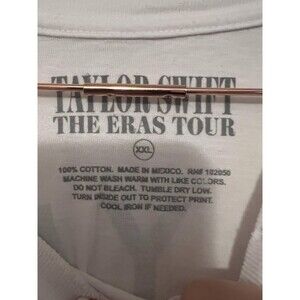 TAYLOR SWIFT
THE ERAS TOUR
XXL
100% COTTON. MADE IN MEXICO. RN# 102050
MACHINE WASH WARM WITH LIKE COLORS.
DO NOT BLEACH. TUMBLE DRY LOW.
TURN INSIDE OUT TO PROTECT PRINT.
COOL IRON IF NEEDED.